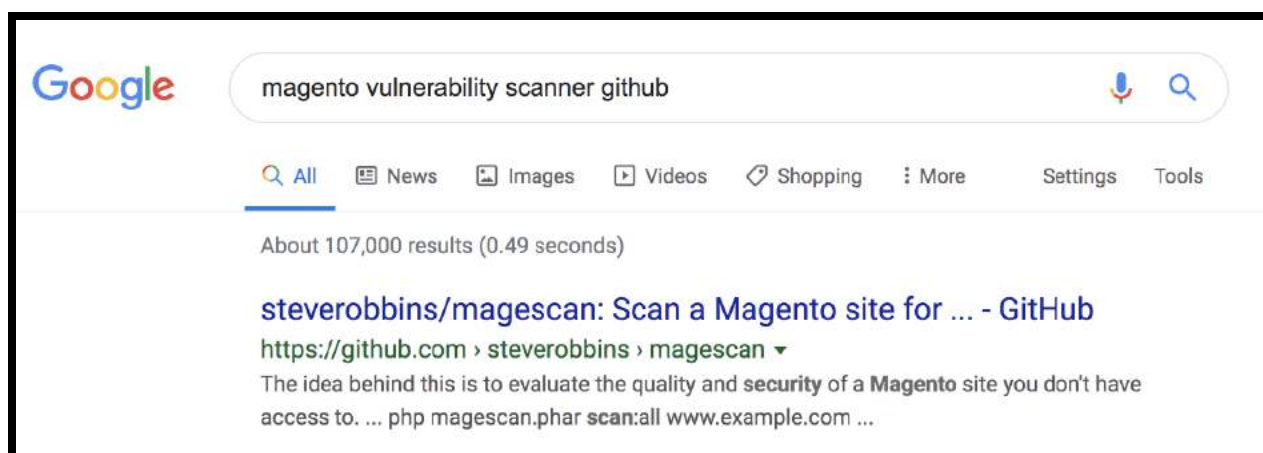 Google
magento vulnerability scanner github
All News Images Videos Shopping More Settings Tools
About 107,000 results (0.49 seconds)
steverobbins/magescan: Scan a Magento site for ... - GitHub
https://github.com › steverobbins › magescan
The idea behind this is to evaluate the quality and security of a Magento site you don't have
access to. ... php magescan.phar scan:all www.example.com ...